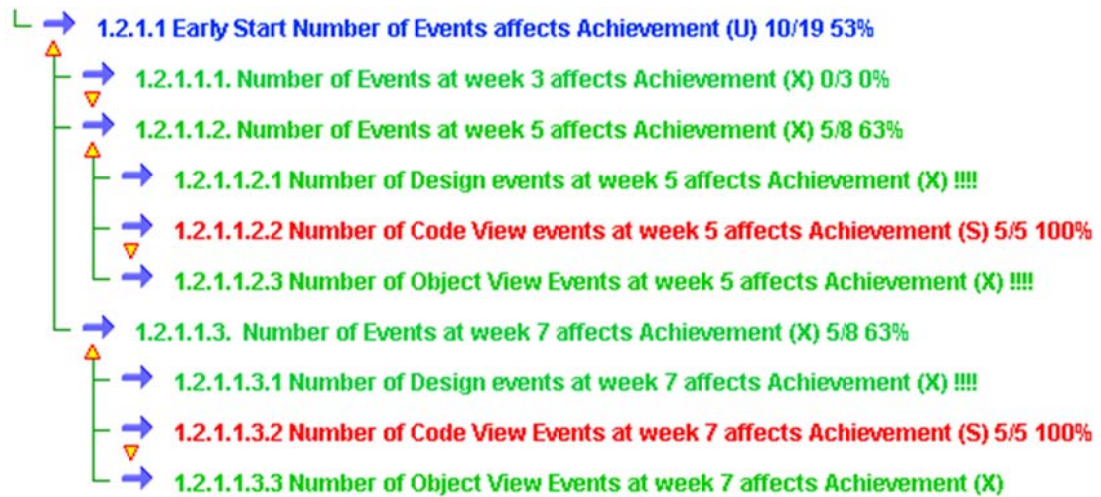 1.2.1.1 Early Start Number of Events affects Achievement (U) 10/19 53%
1.2.1.1.1. Number of Events at week 3 affects Achievement (X) 0/3 0%
1.2.1.1.2. Number of Events at week 5 affects Achievement (X) 5/8 63%
1.2.1.1.2.1 Number of Design events at week 5 affects Achievement (X) !!!!
1.2.1.1.2.2 Number of Code View events at week 5 affects Achievement (S) 5/5 100%
1.2.1.1.2.3 Number of Object View Events at week 5 affects Achievement (X) !!!!
1.2.1.1.3. Number of Events at week 7 affects Achievement (X) 5/8 63%
1.2.1.1.3.1 Number of Design events at week 7 affects Achievement (X) !!!!
1.2.1.1.3.2 Number of Code View Events at week 7 affects Achievement (S) 5/5 100%
1.2.1.1.3.3 Number of Object View Events at week 7 affects Achievement (X)